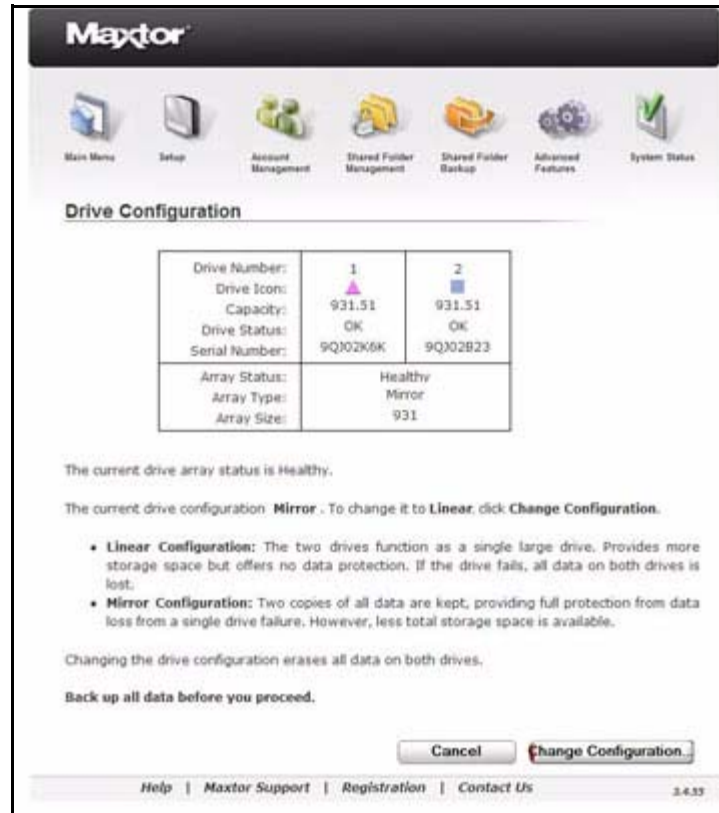 Maxtor
Main Menu
Setup
Account Management
Shared Folder Management
Shared Folder Backup
Advanced Features
System Status
Drive Configuration
Drive Number: 1 2
Drive Icon:
Capacity: 931.51 931.51
Drive Status: OK OK
Serial Number: 9QJ02K6K 9QJ02B23
Array Status: Healthy
Array Type: Mirror
Array Size: 931
The current drive array status is Healthy.
The current drive configuration Mirror . To change it to Linear. click Change Configuration.
• Linear Configuration: The two drives function as a single large drive. Provides more
storage space but offers no data protection. If the drive fails, all data on both drives is
lost.
• Mirror Configuration: Two copies of all data are kept, providing full protection from data
loss from a single drive failure. However, less total storage space is available.
Changing the drive configuration erases all data on both drives.
Back up all data before you proceed.
Cancel Change Configuration...
Help | Maxtor Support | Registration | Contact Us